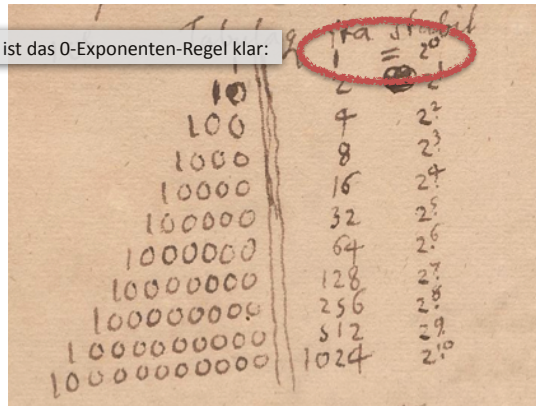 ita stabit
ist das 0-Exponenten-Regel klar:
1 = 2⁰
10 2 2¹
100 4 2²
1000 8 2³
10000 16 2⁴
100000 32 2⁵
1000000 64 2⁶
10000000 128 2⁷
100000000 256 2⁸
1000000000 512 2⁹
10000000000 1024 2¹⁰